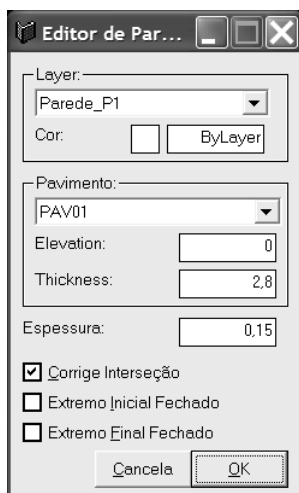 Editor de Par...
Layer:
Parede_P1
Cor:
ByLayer
Pavimento:
PAV01
Elevation:
0
Thickness:
2,8
Espessura:
0,15
Corrige Interseção
Extremo Inicial Fechado
Extremo Final Fechado
Cancela
OK